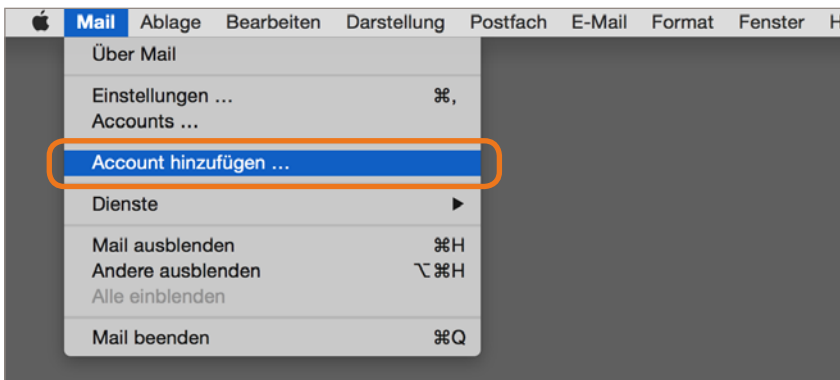 Mail Ablage Bearbeiten Darstellung Postfach E-Mail Format Fenster
Über Mail
Einstellungen ... ⌘,
Accounts ...
Account hinzufügen ...
Dienste ▶
Mail ausblenden ⌘H
Andere ausblenden ⌥⌘H
Alle einblenden
Mail beenden ⌘Q